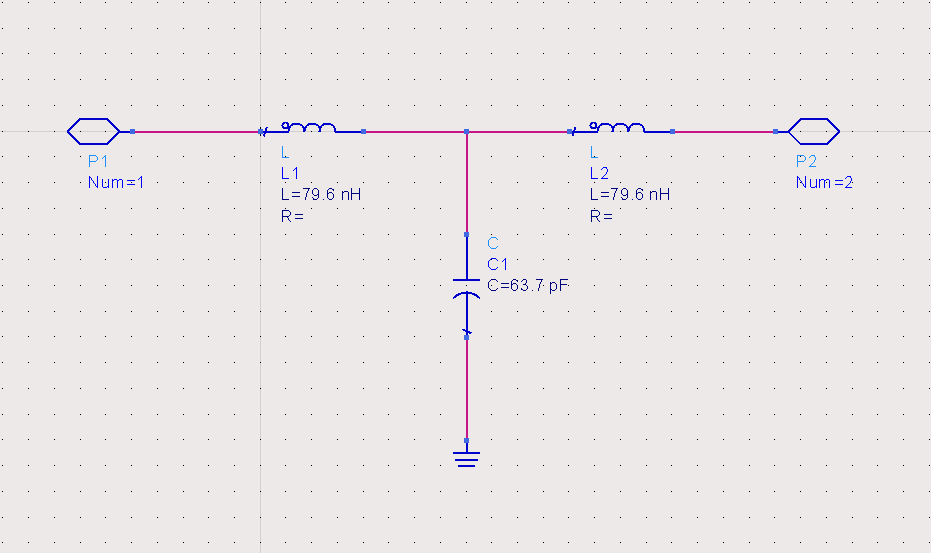 P1
Num=1
L
L1
L=79.6 nH
R=
L
L2
L=79.6 nH
R=
P2
Num=2
C
C1
C=63.7 pF